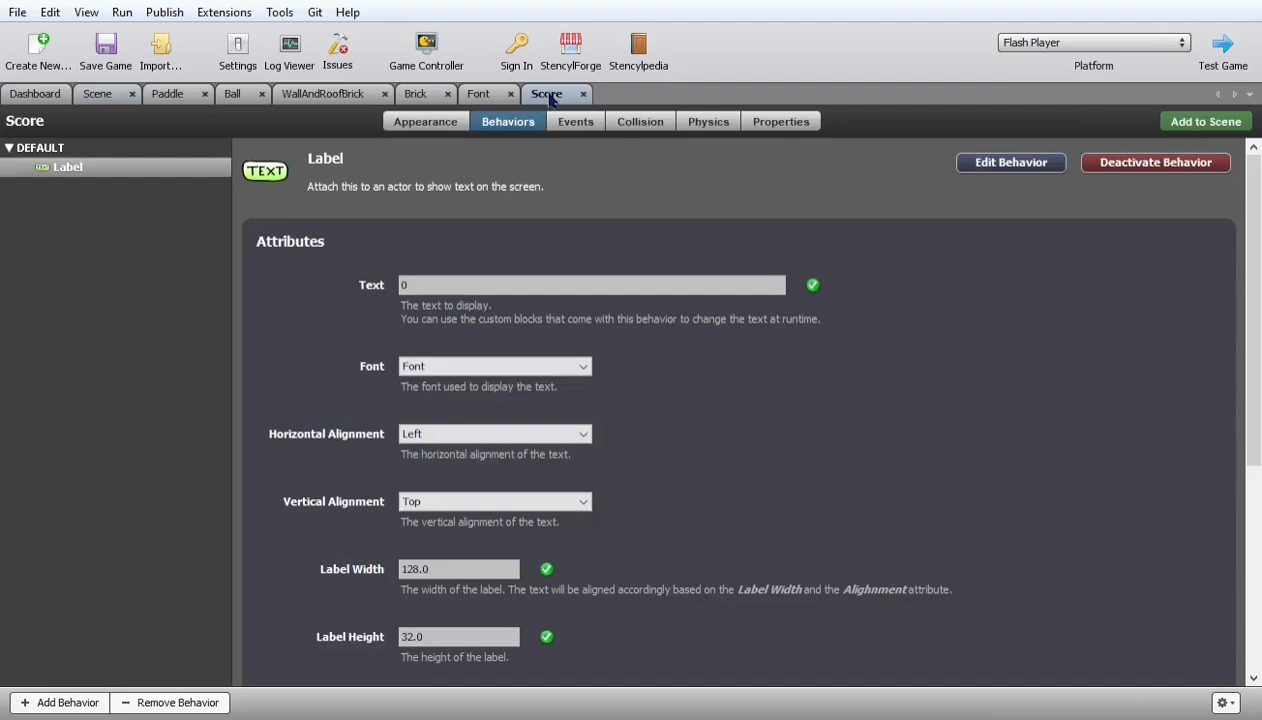 File Edit View Run Publish Extensions Tools Git Help
Create New... Save Game Import... Settings Log Viewer Issues Game Controller Sign In StencylForge Stencylpedia Flash Player Platform Test Game
Dashboard Scene Paddle Ball WallAndRoofBrick Brick Font Score
Score Appearance Behaviors Events Collision Physics Properties Add to Scene
DEFAULT
TEXT Label
TEXT
Label
Attach this to an actor to show text on the screen.
Edit Behavior Deactivate Behavior
Attributes
Text 0
The text to display.
You can use the custom blocks that come with this behavior to change the text at runtime.
Font Font
The font used to display the text.
Horizontal Alignment Left
The horizontal alignment of the text.
Vertical Alignment Top
The vertical alignment of the text.
Label Width 128.0
The width of the label. The text will be aligned accordingly based on the Label Width and the Alighnment attribute.
Label Height 32.0
The height of the label.
+ Add Behavior − Remove Behavior